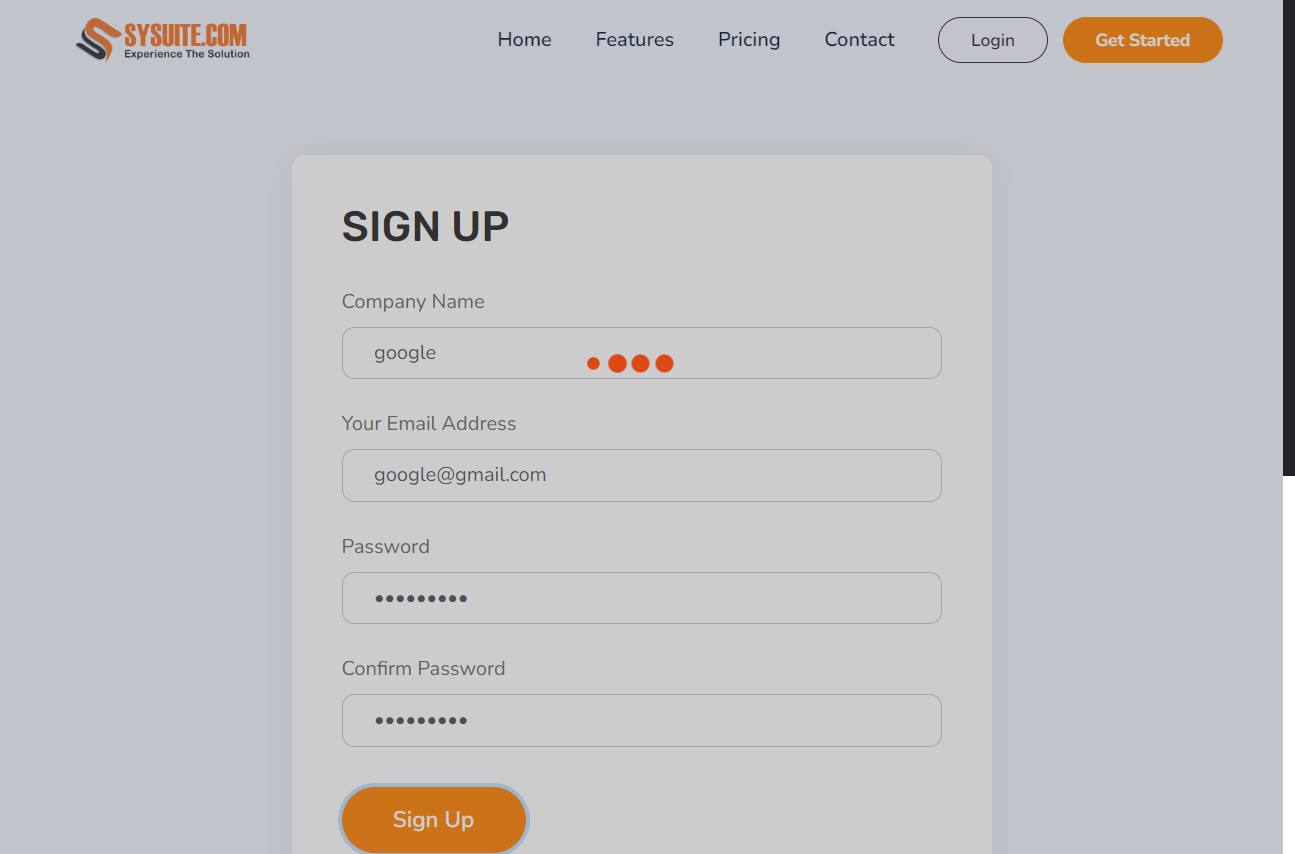 SYSUITE.COM
Experience The Solution
Home Features Pricing Contact Login Get Started
SIGN UP
Company Name
google
Your Email Address
google@gmail.com
Password
•••••••••
Confirm Password
•••••••••
Sign Up